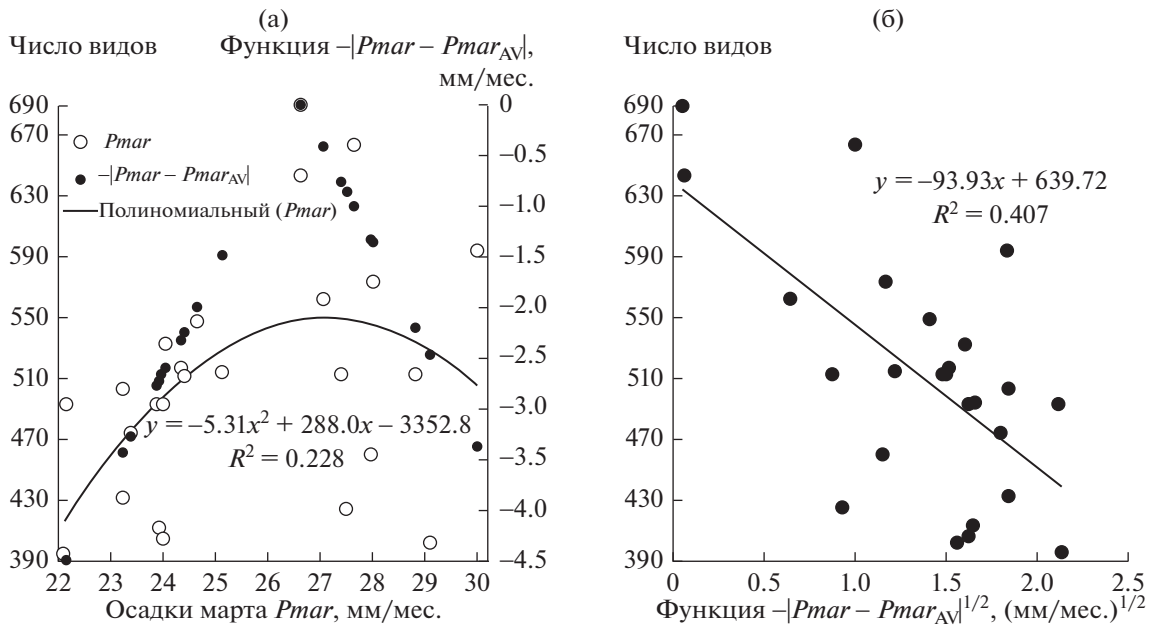 (а)
Число видов
Функция –|Pmar – Pmar_AV|,
мм/мес.
690
670
630
590
550
510
470
430
390
Pmar
–|Pmar – Pmar_AV|
Полиномиальный (Pmar)
y = –5.31x² + 288.0x – 3352.8
R² = 0.228
0
–0.5
–1.0
–1.5
–2.0
–2.5
–3.0
–3.5
–4.0
–4.5
22 23 24 25 26 27 28 29 30
Осадки марта Pmar, мм/мес.
(б)
Число видов
690
670
630
590
550
510
470
430
390
y = –93.93x + 639.72
R² = 0.407
0 0.5 1.0 1.5 2.0 2.5
Функция –|Pmar – Pmar_AV|^1/2, (мм/мес.)^1/2